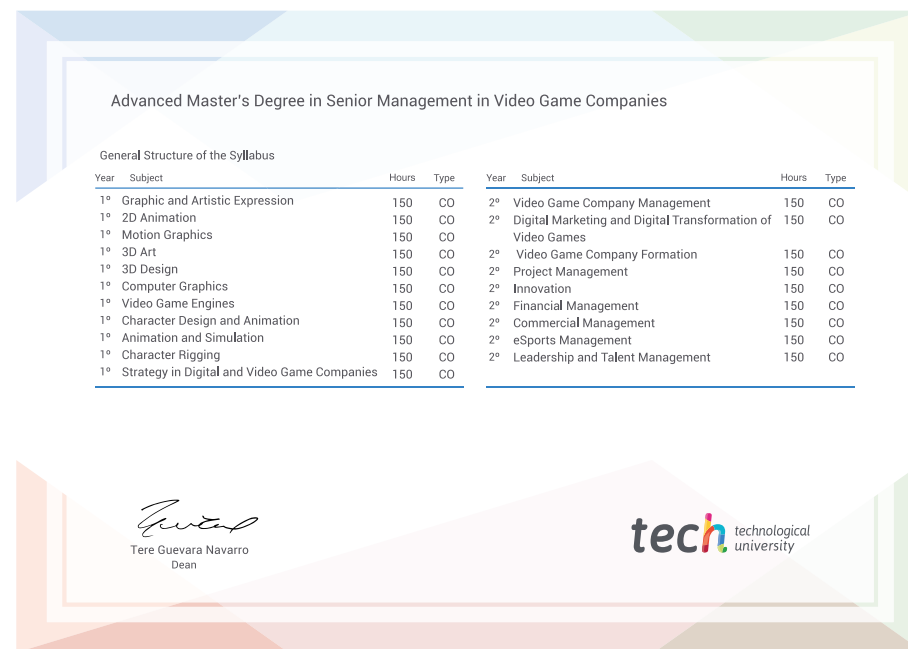 Advanced Master's Degree in Senior Management in Video Game Companies
General Structure of the Syllabus
Year Subject Hours Type
1º Graphic and Artistic Expression 150 CO
1º 2D Animation 150 CO
1º Motion Graphics 150 CO
1º 3D Art 150 CO
1º 3D Design 150 CO
1º Computer Graphics 150 CO
1º Video Game Engines 150 CO
1º Character Design and Animation 150 CO
1º Animation and Simulation 150 CO
1º Character Rigging 150 CO
1º Strategy in Digital and Video Game Companies 150 CO
Year Subject Hours Type
2º Video Game Company Management 150 CO
2º Digital Marketing and Digital Transformation of 150 CO
Video Games
2º Video Game Company Formation 150 CO
2º Project Management 150 CO
2º Innovation 150 CO
2º Financial Management 150 CO
2º Commercial Management 150 CO
2º eSports Management 150 CO
2º Leadership and Talent Management 150 CO
Tere Guevara Navarro
Dean
tech technological
university